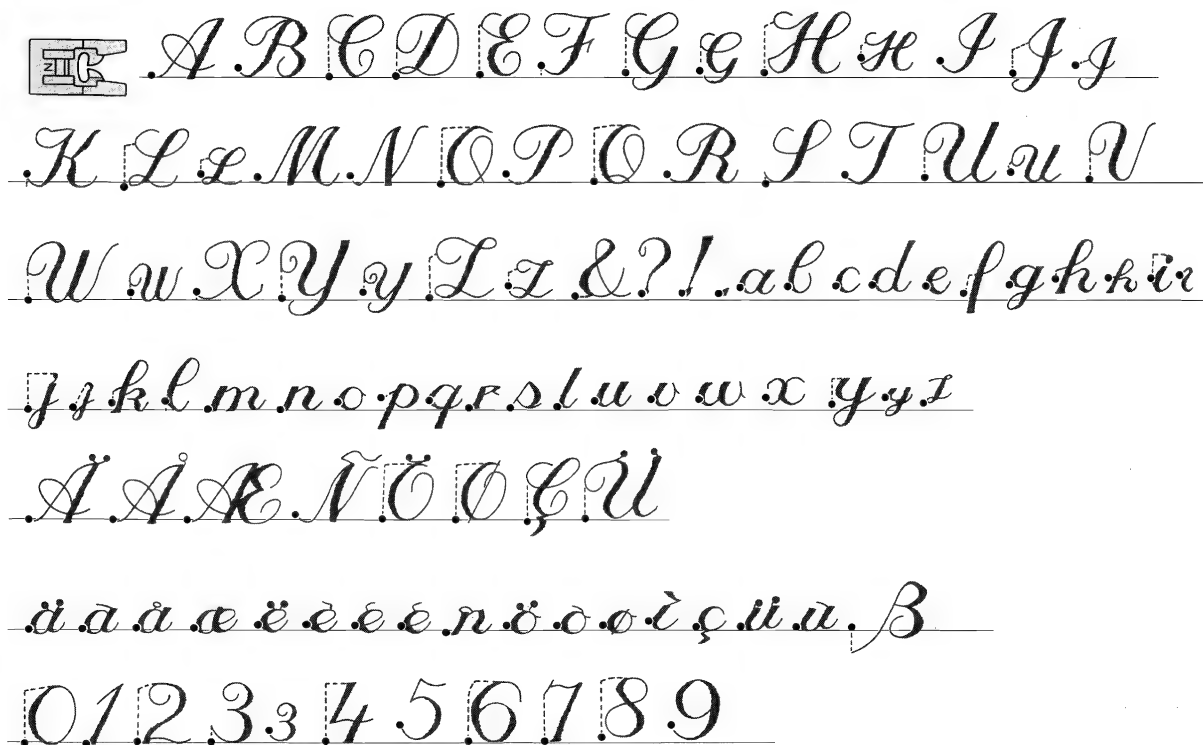 A B C D E F G G H H I J J
K L L M N O P Q R S T U U V
W W X Y Y Z Z & ? ! . a b c d e f g h h i r
j j k l m n o p q r s t u v w x y y z
Ä Å Æ Ñ Ö Ø Ç Ü
ä à å æ ë è é ê ñ ö ò ø ì ç ü ù ß
0 1 2 3 3 4 5 6 7 8 9